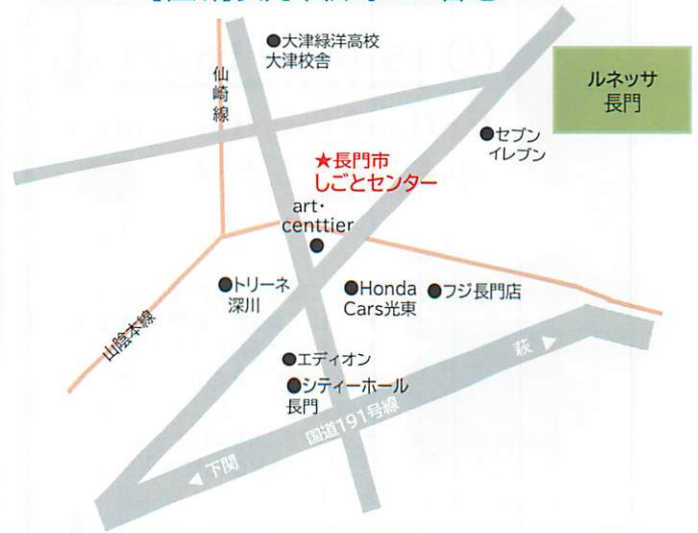 ●大津緑洋高校
大津校舎
仙崎線
ルネッサ
長門
●セブン
イレブン
★長門市
しごとセンター
art・
centtier
●トリーネ
深川
●Honda
Cars光東
●フジ長門店
山陰本線
●エディオン
●シティーホール
長門
萩 ▶
国道191号線
◀ 下関